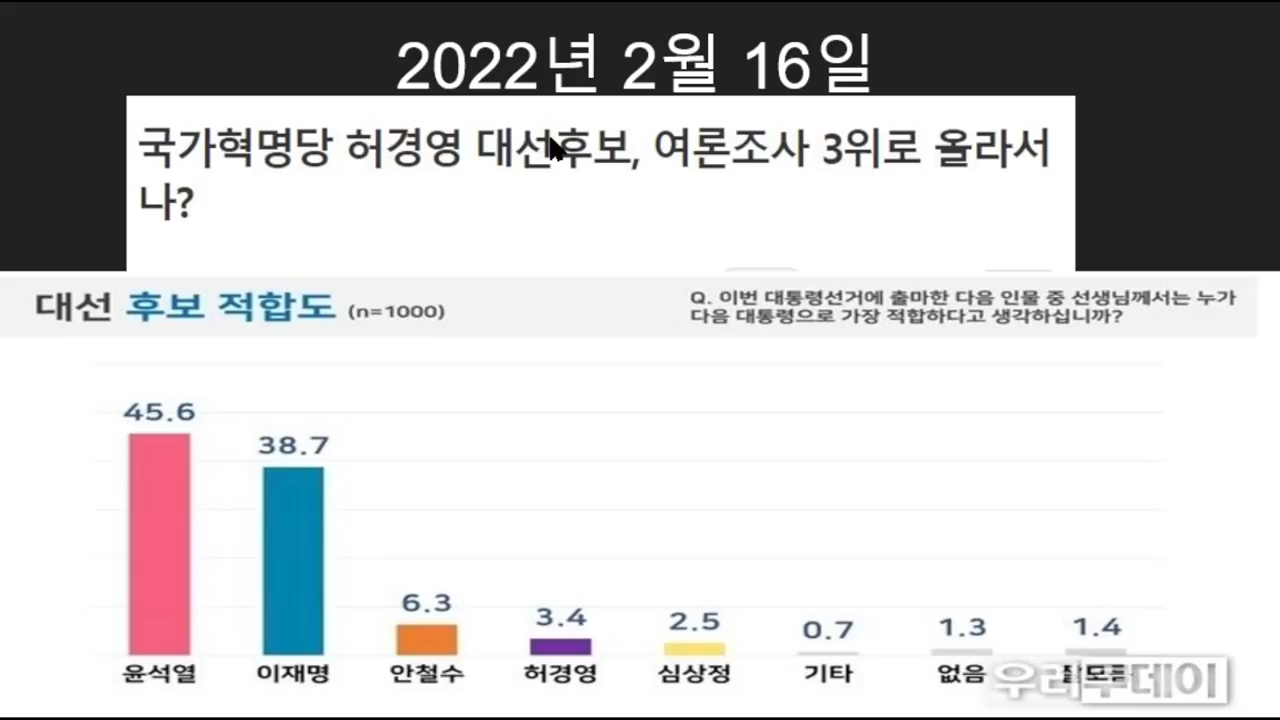 2022년 2월 16일
국가혁명당 허경영 대선후보, 여론조사 3위로 올라서
나?
대선 후보 적합도 (n=1000)
Q. 이번 대통령선거에 출마한 다음 인물 중 선생님께서는 누가
다음 대통령으로 가장 적합하다고 생각하십니까?
45.6 38.7 6.3 3.4 2.5 0.7 1.3 1.4
윤석열 이재명 안철수 허경영 심상정 기타 없음 잘모름
우리투데이